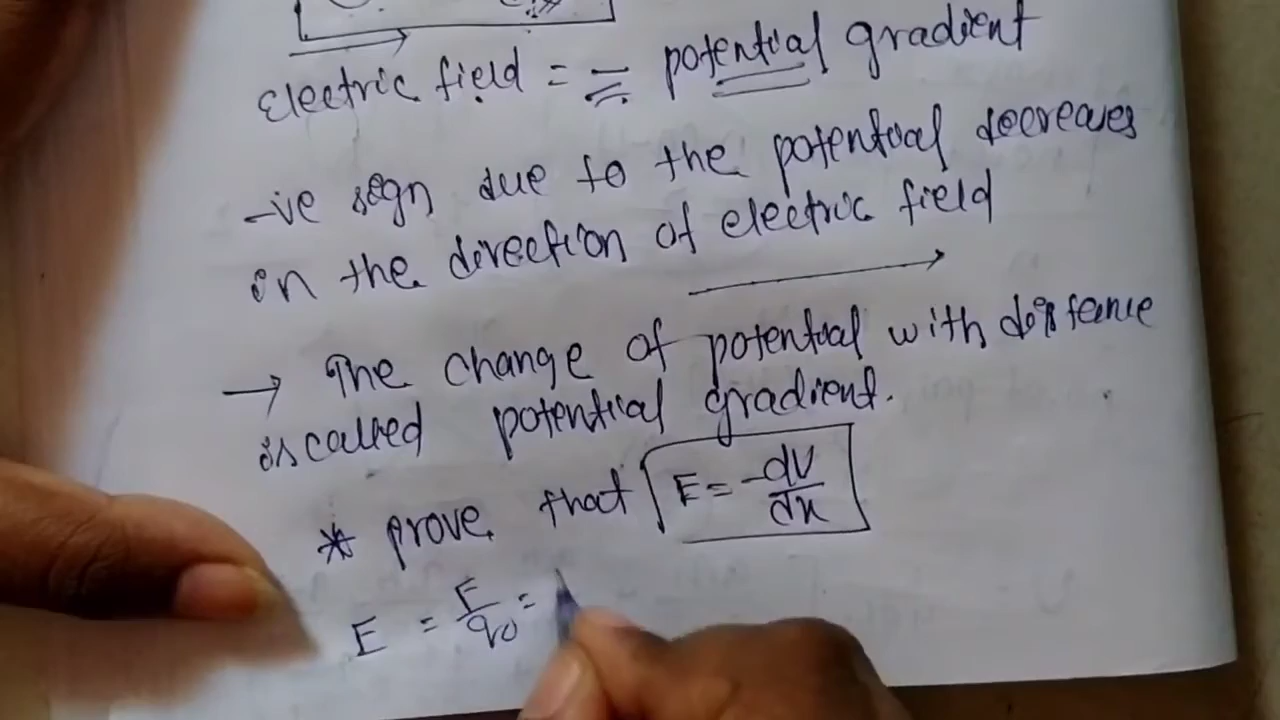 Electric field = = potential gradient
-ve sign due to the potential decreases
in the direction of electric field
→ The change of potential with distance
is called potential gradient.
* prove that E = -dV/dx
E = F/q0 =